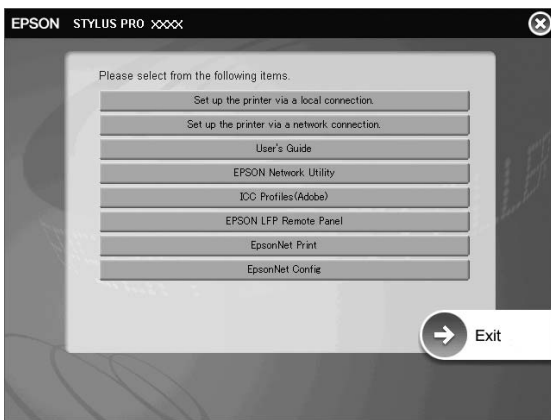 EPSON STYLUS PRO XXXX
Please select from the following items.
Set up the printer via a local connection.
Set up the printer via a network connection.
User's Guide
EPSON Network Utility
ICC Profiles(Adobe)
EPSON LFP Remote Panel
EpsonNet Print
EpsonNet Config
Exit